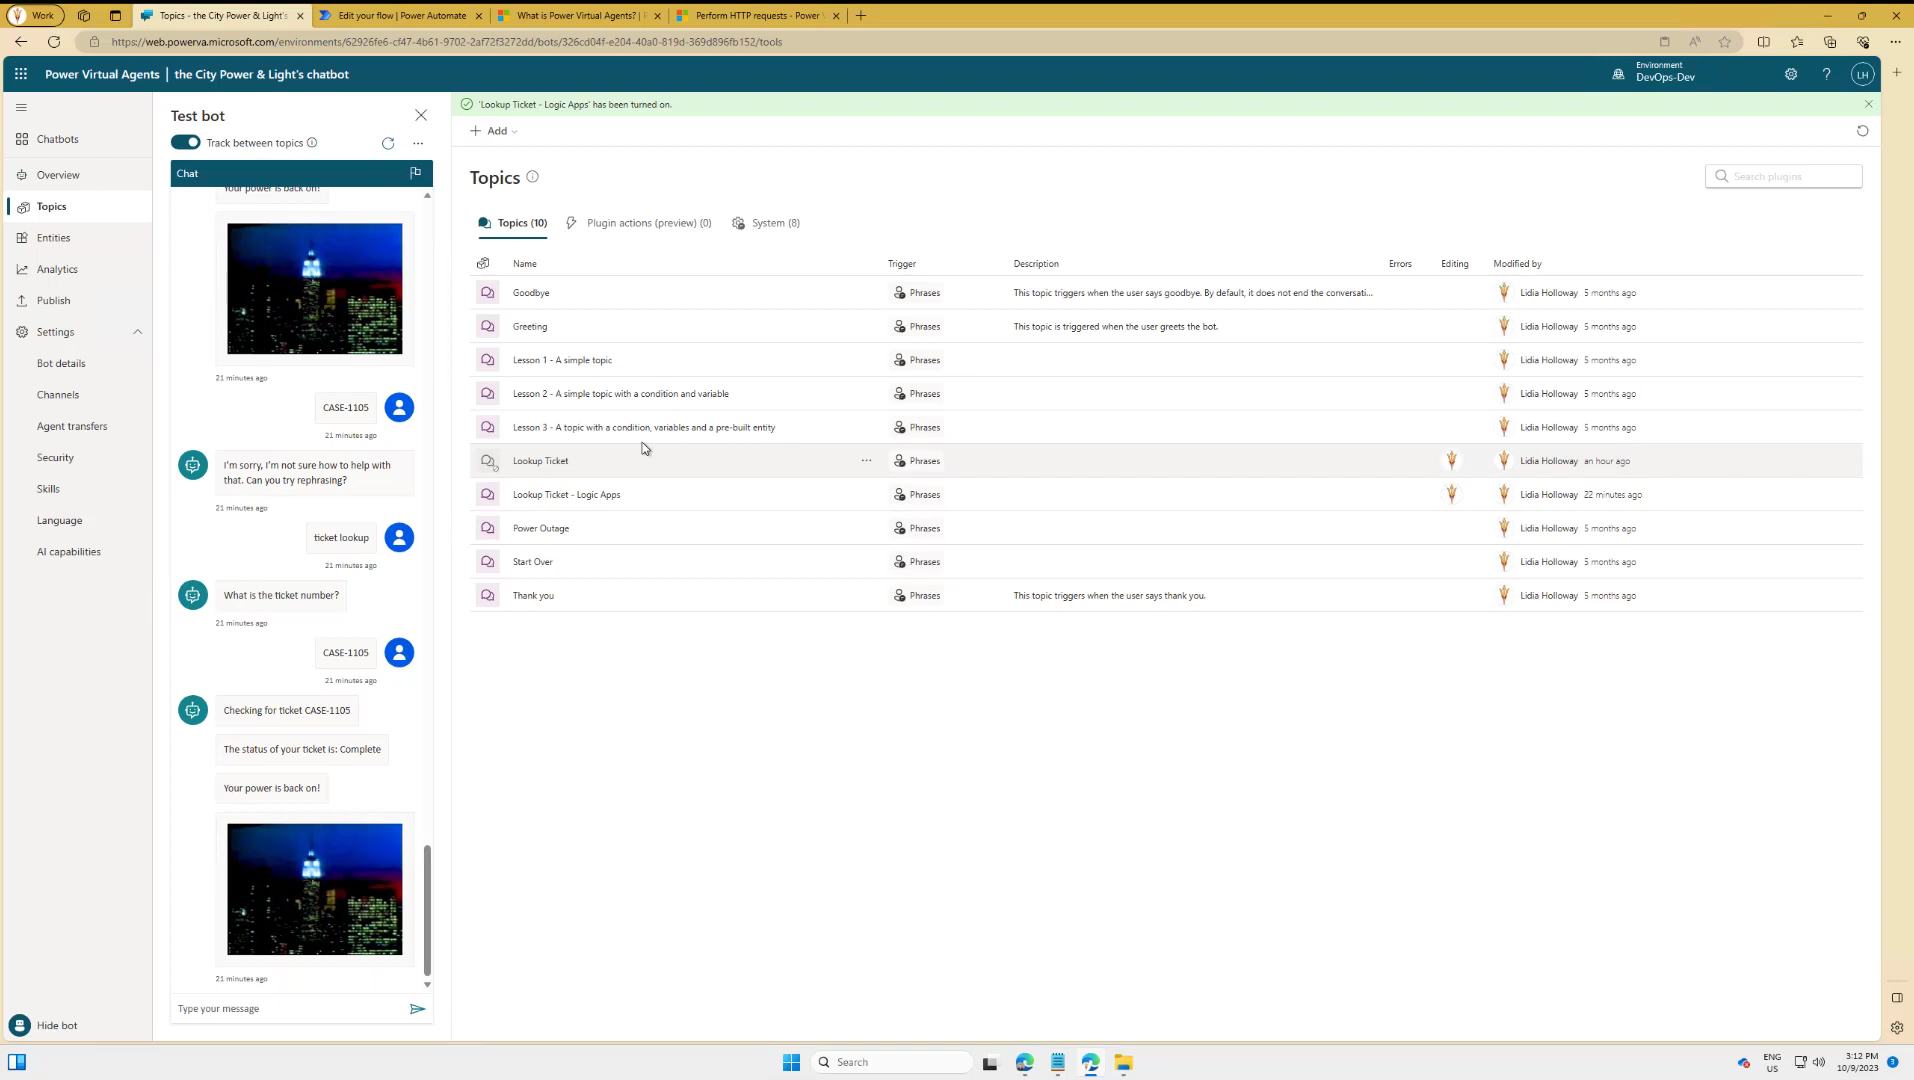 Work
Topics - the City Power & Light's
Edit your flow | Power Automate
What is Power Virtual Agents? |
Perform HTTP requests - Power
https://web.powerva.microsoft.com/environments/62926fe6-cf47-4b61-9702-2af72f3272dd/bots/326cd04f-e204-40a0-819d-369d896fb152/tools
Power Virtual Agents | the City Power & Light's chatbot
Environment
DevOps-Dev
LH
Chatbots
Overview
Topics
Entities
Analytics
Publish
Settings
Bot details
Channels
Agent transfers
Security
Skills
Language
AI capabilities
Hide bot
Test bot
Track between topics
Chat
Your power is back on!
21 minutes ago
CASE-1105
21 minutes ago
I'm sorry, I'm not sure how to help with
that. Can you try rephrasing?
21 minutes ago
ticket lookup
21 minutes ago
What is the ticket number?
21 minutes ago
CASE-1105
21 minutes ago
Checking for ticket CASE-1105
The status of your ticket is: Complete
Your power is back on!
21 minutes ago
Type your message
'Lookup Ticket - Logic Apps' has been turned on.
Add
Topics
Search plugins
Topics (10) Plugin actions (preview) (0) System (8)
Name Trigger Description Errors Editing Modified by
Goodbye Phrases This topic triggers when the user says goodbye. By default, it does not end the conversati... Lidia Holloway 5 months ago
Greeting Phrases This topic is triggered when the user greets the bot. Lidia Holloway 5 months ago
Lesson 1 - A simple topic Phrases Lidia Holloway 5 months ago
Lesson 2 - A simple topic with a condition and variable Phrases Lidia Holloway 5 months ago
Lesson 3 - A topic with a condition, variables and a pre-built entity Phrases Lidia Holloway 5 months ago
Lookup Ticket ... Phrases Lidia Holloway an hour ago
Lookup Ticket - Logic Apps Phrases Lidia Holloway 22 minutes ago
Power Outage Phrases Lidia Holloway 5 months ago
Start Over Phrases Lidia Holloway 5 months ago
Thank you Phrases This topic triggers when the user says thank you. Lidia Holloway 5 months ago
Search
ENG
US
3:12 PM
10/9/2023
3